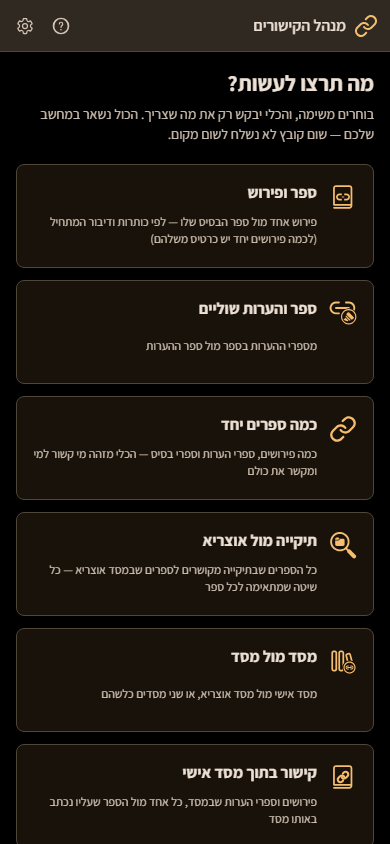 מנהל הקישורים
מה תרצו לעשות?
בוחרים משימה, והכלי יבקש רק את מה שצריך. הכול נשאר במחשב
שלכם — שום קובץ לא נשלח לשום מקום.
ספר ופירוש
פירוש אחד מול ספר הבסיס שלו — לפי כותרות ודיבור המתחיל
(לכמה פירושים יחד יש כרטיס משלהם)
ספר והערות שוליים
מספרי ההערות בספר מול ספר ההערות
כמה ספרים יחד
כמה פירושים, ספרי הערות וספרי בסיס — הכלי מזהה מי קשור למי
ומקשר את כולם
תיקייה מול אוצריא
כל הספרים שבתיקייה מקושרים לספרים שבמסד אוצריא — כל
שיטה שמתאימה לכל ספר
מסד מול מסד
מסד אישי מול מסד אוצריא, או שני מסדים כלשהם
קישור בתוך מסד אישי
פירושים וספרי הערות שבמסד, כל אחד מול הספר שעליו נכתב
באותו מסד